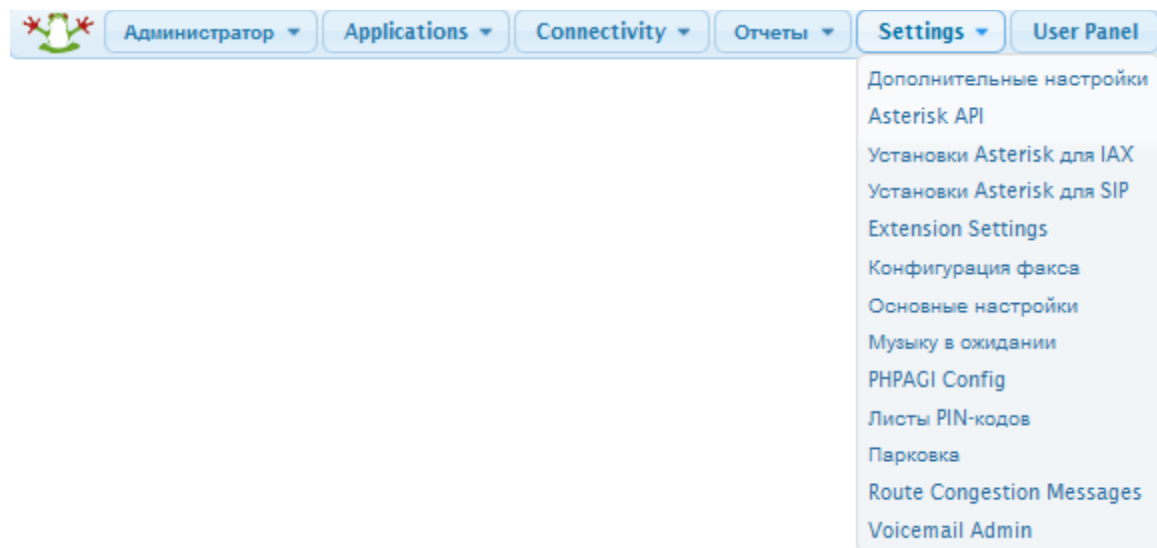 Администратор Applications Connectivity Отчеты Settings User Panel
Дополнительные настройки
Asterisk API
Установки Asterisk для IAX
Установки Asterisk для SIP
Extension Settings
Конфигурация факса
Основные настройки
Музыку в ожидании
PHPAGI Config
Листы PIN-кодов
Парковка
Route Congestion Messages
Voicemail Admin